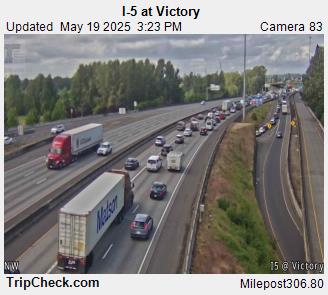 I-5 at Victory
Updated May 19 2025 3:23 PM Camera 83
Matson
NW
I5 @ Victory
TripCheck.com Milepost306.80